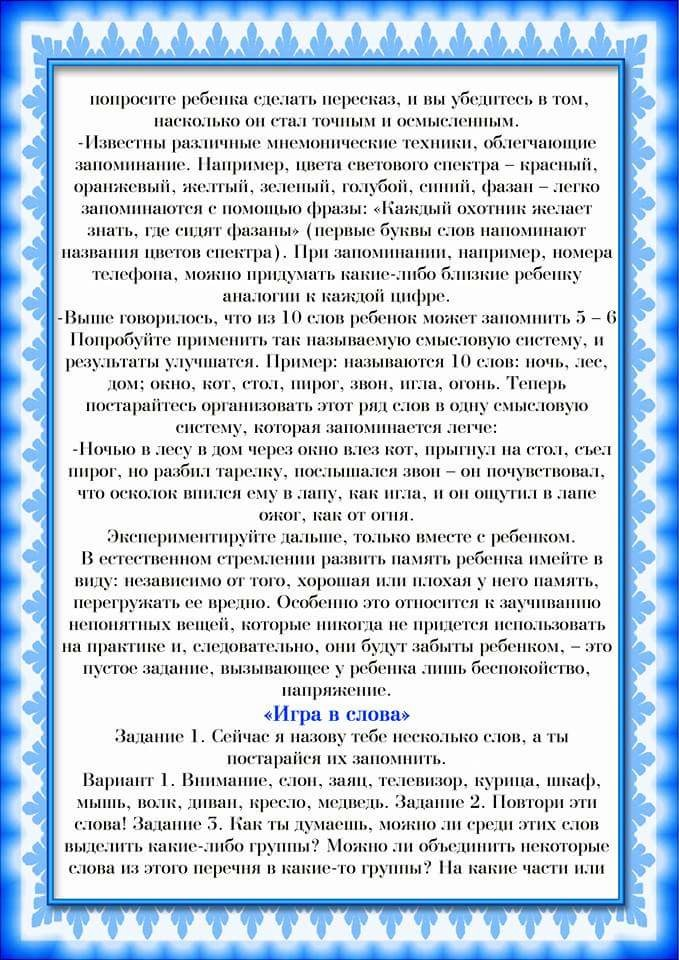 попросите ребенка сделать пересказ, и вы убедитесь в том,
насколько он стал точным и осмысленным.
-Известны различные мнемонические техники, облегчающие
запоминание. Например, цвета светового спектра – красный,
оранжевый, желтый, зеленый, голубой, синий, фазан – легко
запоминаются с помощью фразы: «Каждый охотник желает
знать, где сидят фазаны» (первые буквы слов напоминают
названия цветов спектра). При запоминании, например, номера
телефона, можно придумать какие-либо близкие ребенку
аналогии к каждой цифре.
-Выше говорилось, что из 10 слов ребенок может запомнить 5 – 6
Попробуйте применить так называемую смысловую систему, и
результаты улучшатся. Пример: называются 10 слов: ночь, лес,
дом; окно, кот, стол, пирог, звон, игла, огонь. Теперь
постарайтесь организовать этот ряд слов в одну смысловую
систему, которая запоминается легче:
-Ночью в лесу в дом через окно влез кот, прыгнул на стол, съел
пирог, но разбил тарелку, послышался звон – он почувствовал,
что осколок впился ему в лапу, как игла, и он ощутил в лапе
ожог, как от огня.
Экспериментируйте дальше, только вместе с ребенком.
В естественном стремлении развить память ребенка имейте в
виду: независимо от того, хорошая или плохая у него память,
перегружать ее вредно. Особенно это относится к заучиванию
непонятных вещей, которые никогда не придется использовать
на практике и, следовательно, они будут забыты ребенком, – это
пустое задание, вызывающее у ребенка лишь беспокойство,
напряжение.
«Игра в слова»
Задание 1. Сейчас я назову тебе несколько слов, а ты
постарайся их запомнить.
Вариант 1. Внимание, слон, заяц, телевизор, курица, шкаф,
мышь, волк, диван, кресло, медведь. Задание 2. Повтори эти
слова! Задание 3. Как ты думаешь, можно ли среди этих слов
выделить какие-либо группы? Можно ли объединить некоторые
слова из этого перечня в какие-то группы? На какие части или